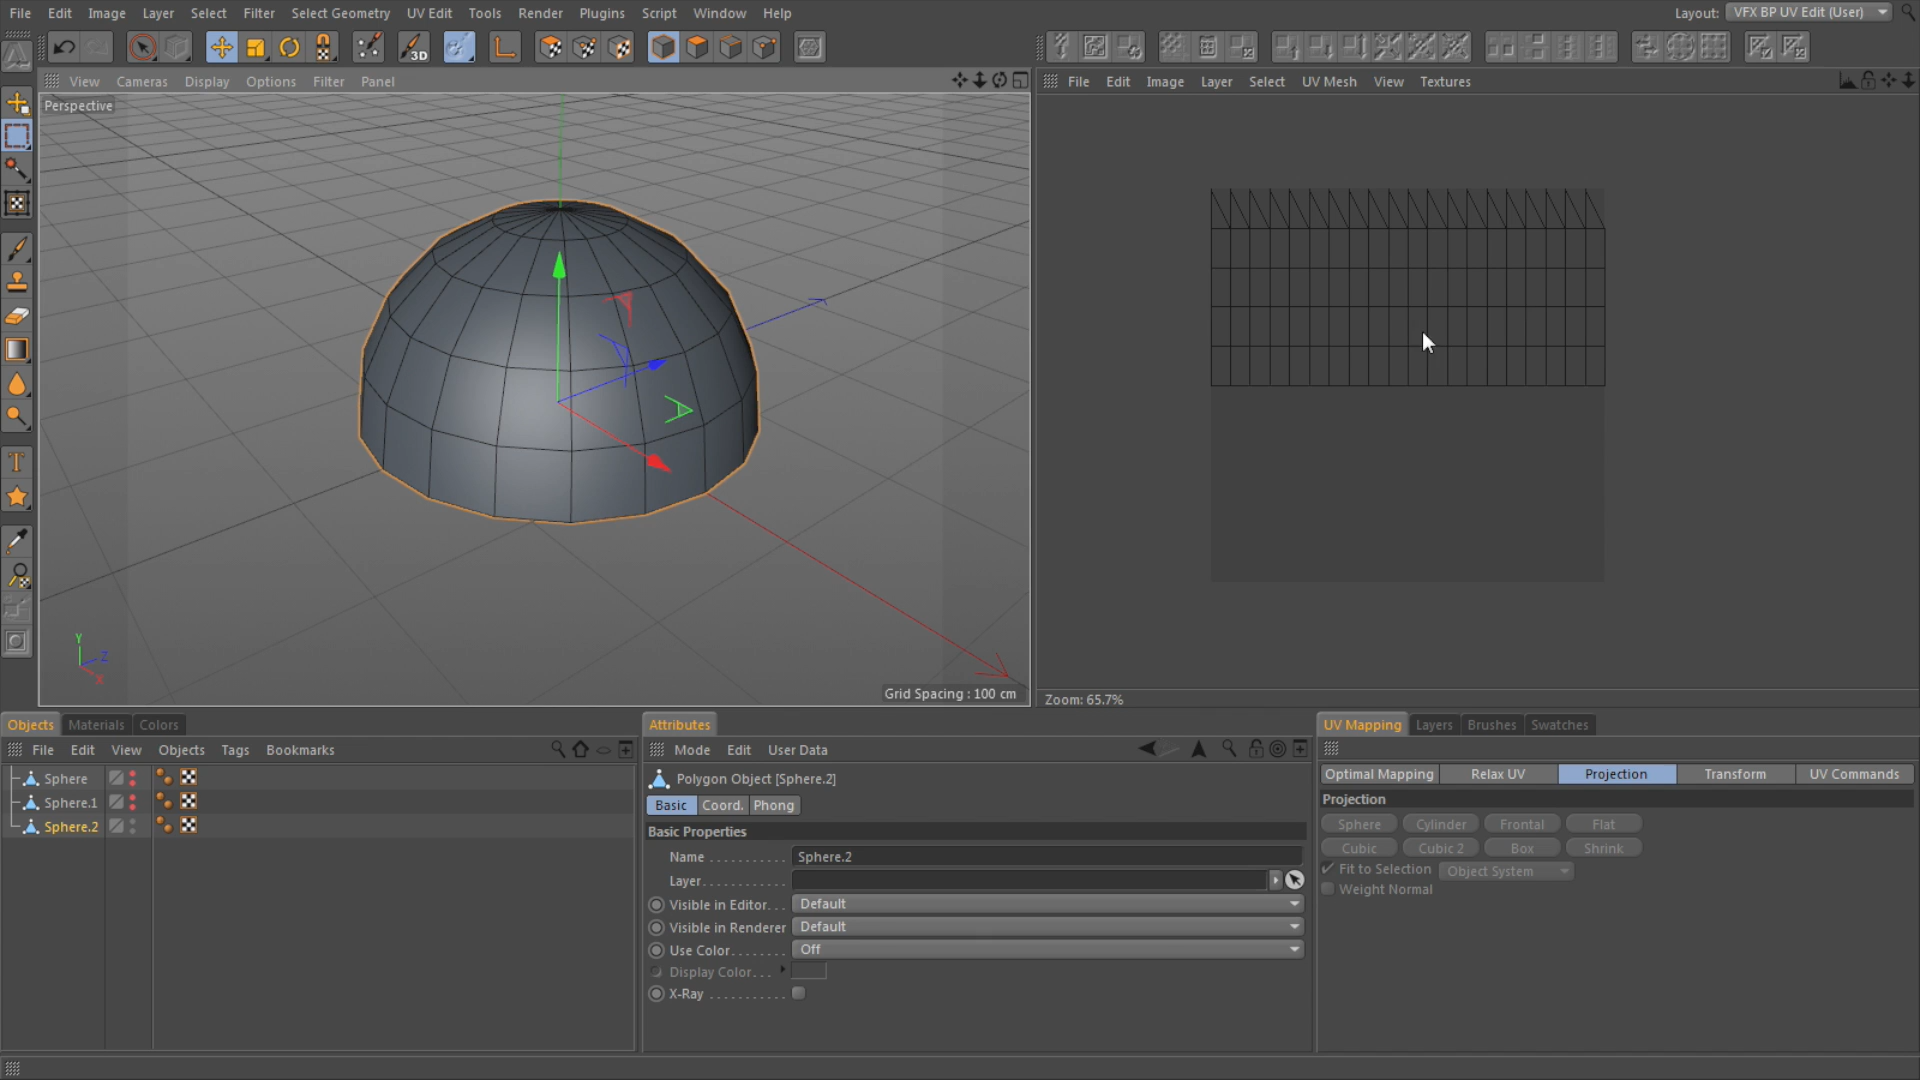 File Edit Image Layer Select Filter Select Geometry UV Edit Tools Render Plugins Script Window Help
Layout: VFX BP UV Edit (User)
3D
View Cameras Display Options Filter Panel
File Edit Image Layer Select UV Mesh View Textures
Perspective
Y
Z
X
Grid Spacing : 100 cm
Zoom: 65.7%
Objects Materials Colors
File Edit View Objects Tags Bookmarks
Sphere
Sphere.1
Sphere.2
Attributes
Mode Edit User Data
Polygon Object [Sphere.2]
Basic Coord. Phong
Basic Properties
Name . . . . . . . . . . . Sphere.2
Layer. . . . . . . . . . . .
Visible in Editor. . . Default
Visible in Renderer Default
Use Color. . . . . . . . Off
Display Color. . .
X-Ray . . . . . . . . . . .
UV Mapping Layers Brushes Swatches
Optimal Mapping Relax UV Projection Transform UV Commands
Projection
Sphere Cylinder Frontal Flat
Cubic Cubic 2 Box Shrink
Fit to Selection Object System
Weight Normal